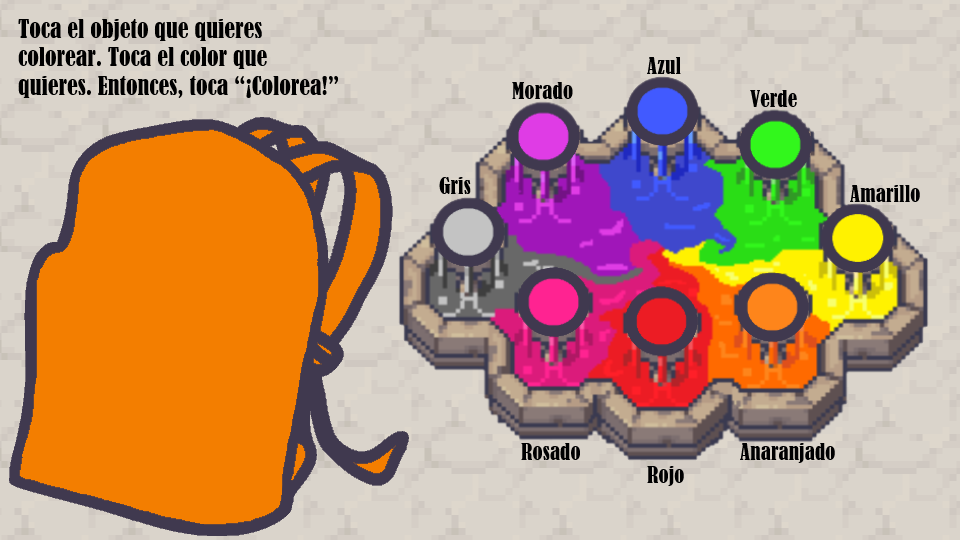 Toca el objeto que quieres
colorear. Toca el color que
quieres. Entonces, toca “¡Colorea!”
Azul
Morado
Verde
Gris
Amarillo
Rosado
Anaranjado
Rojo